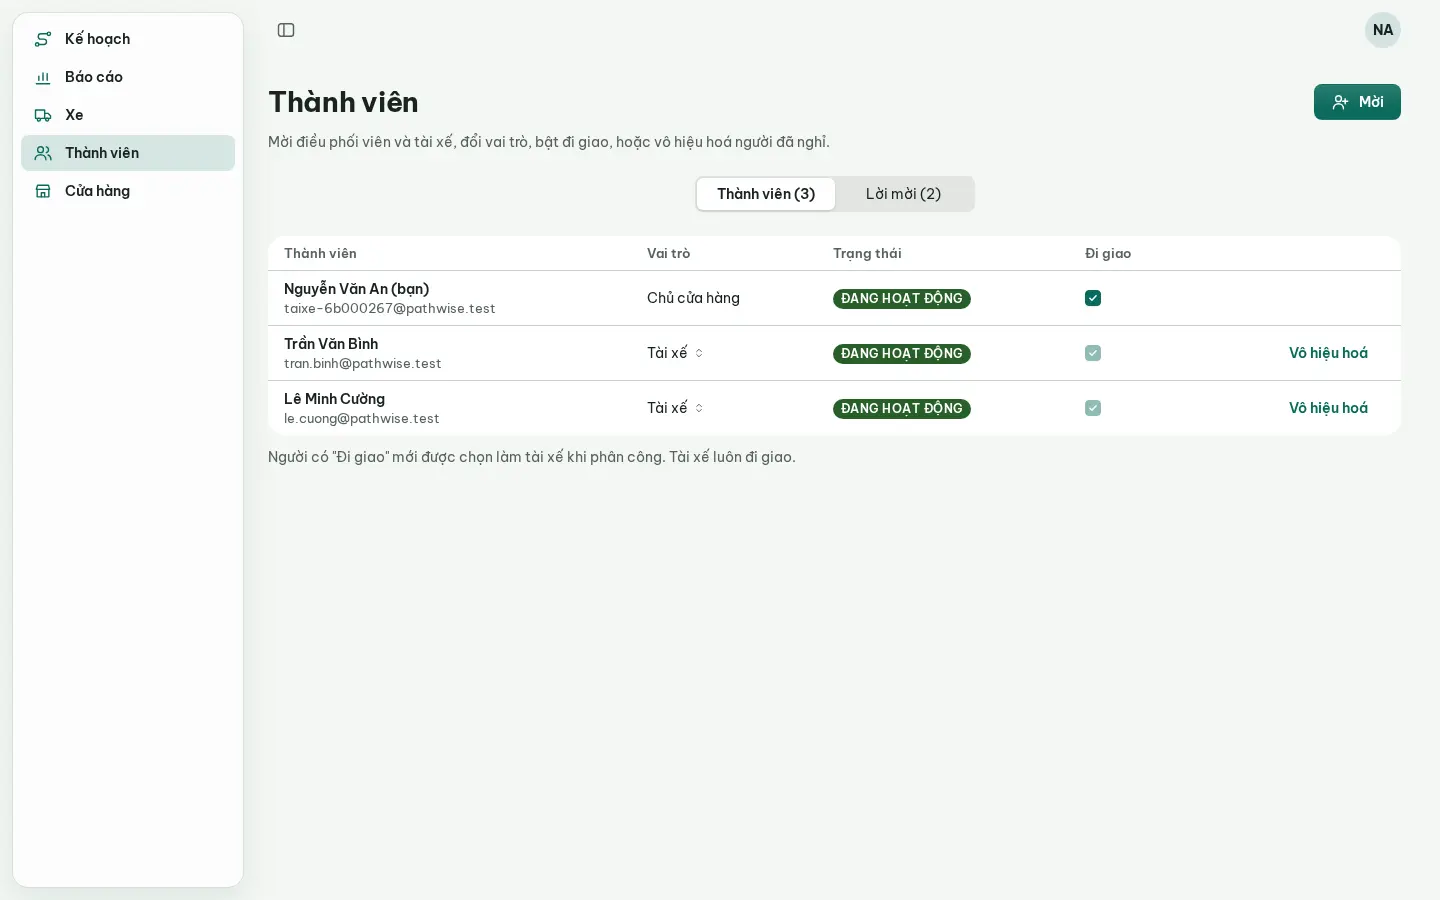 Kế hoạch
Báo cáo
Xe
Thành viên
Cửa hàng
NA
Thành viên
Mời
Mời điều phối viên và tài xế, đổi vai trò, bật đi giao, hoặc vô hiệu hoá người đã nghỉ.
Thành viên (3) Lời mời (2)
Thành viên Vai trò Trạng thái Đi giao
Nguyễn Văn An (bạn) Chủ cửa hàng ĐANG HOẠT ĐỘNG
taixe-6b000267@pathwise.test
Trần Văn Bình Tài xế ĐANG HOẠT ĐỘNG Vô hiệu hoá
tran.binh@pathwise.test
Lê Minh Cường Tài xế ĐANG HOẠT ĐỘNG Vô hiệu hoá
le.cuong@pathwise.test
Người có "Đi giao" mới được chọn làm tài xế khi phân công. Tài xế luôn đi giao.